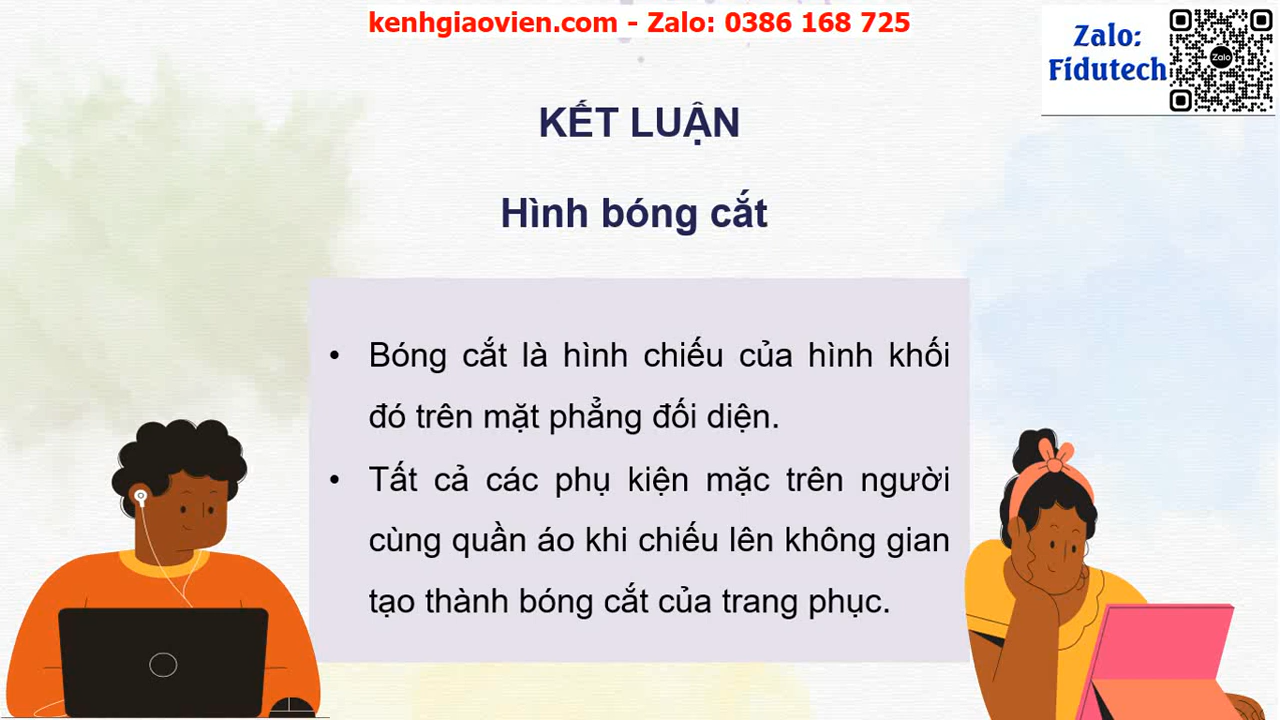 kenhgiaovien.com - Zalo: 0386 168 725
Zalo:
Fidutech
Zalo
KẾT LUẬN
Hình bóng cắt
• Bóng cắt là hình chiếu của hình khối
đó trên mặt phẳng đối diện.
• Tất cả các phụ kiện mặc trên người
cùng quần áo khi chiếu lên không gian
tạo thành bóng cắt của trang phục.